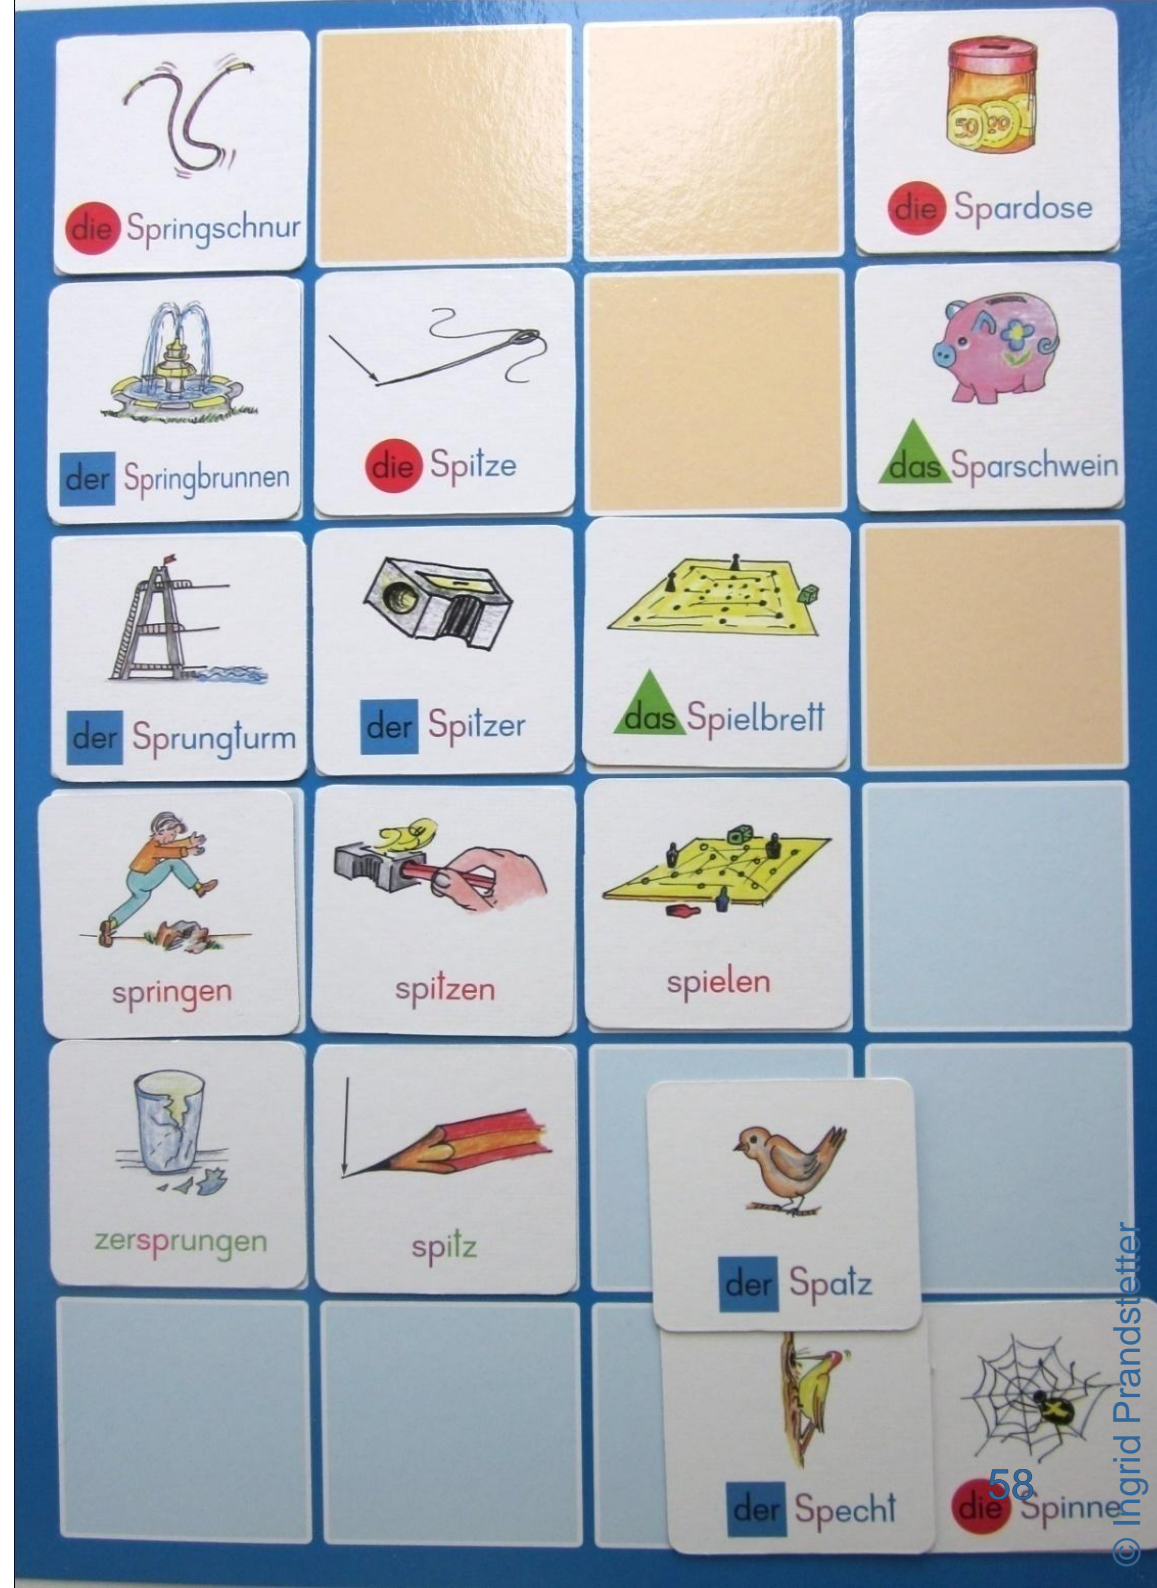 50
die Springschnur
die Spardose
der Springbrunnen
die Spitze
das Sparschwein
der Sprungturm
der Spitzer
das Spielbrett
springen
spitzen
spielen
zersprungen
spitz
der Spatz
der Specht
die Spinne
58
© Ingrid Prandstetter